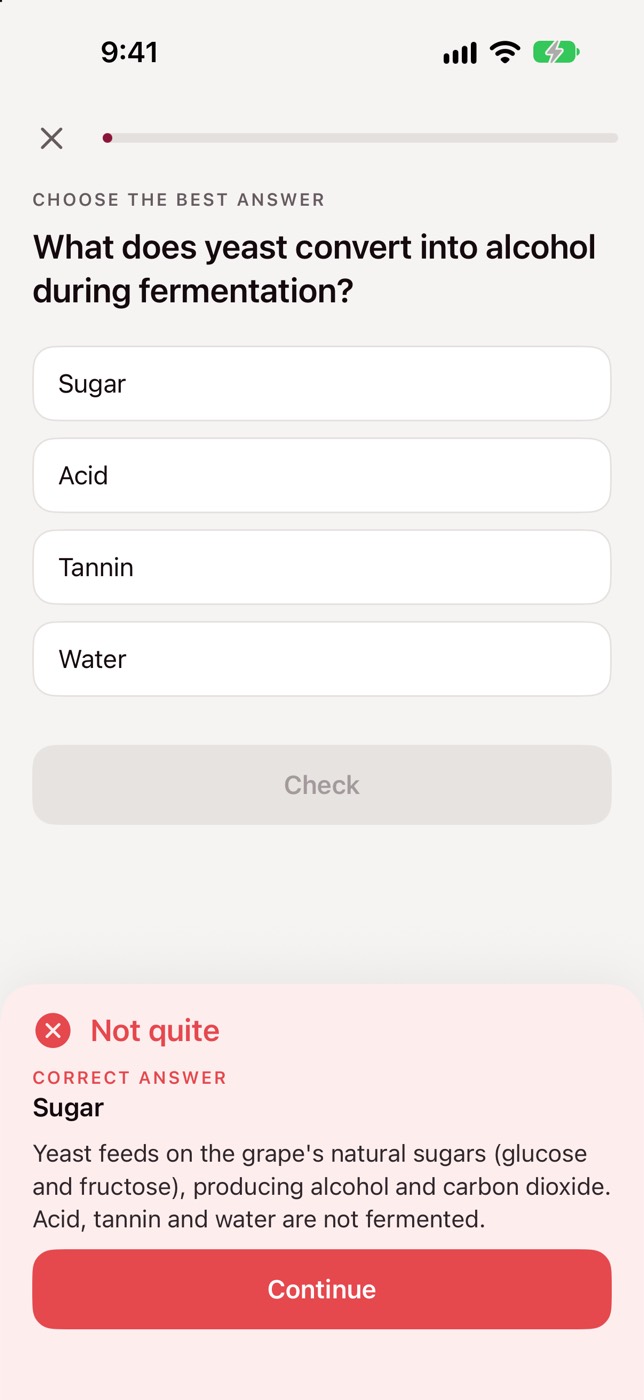 9:41
CHOOSE THE BEST ANSWER
What does yeast convert into alcohol
during fermentation?
Sugar
Acid
Tannin
Water
Check
Not quite
CORRECT ANSWER
Sugar
Yeast feeds on the grape's natural sugars (glucose
and fructose), producing alcohol and carbon dioxide.
Acid, tannin and water are not fermented.
Continue